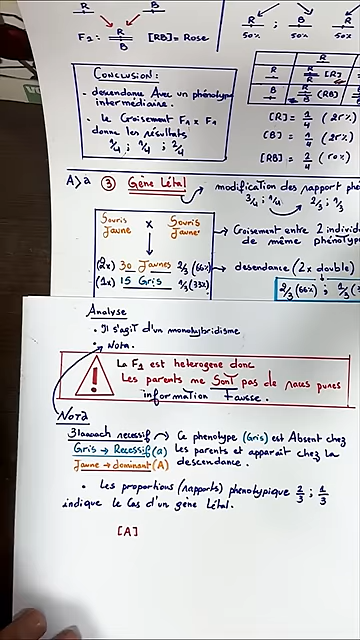 R B
F1: R/B [RB] = Rose
R ; B R
50% 50%
R
R R/R [R]
B R/B (RB)
Conclusion :
- descendance Avec un phénotype
intermédiaire.
• Le Croisement F1 x F1
donne les résultats
1/4 ; 1/4 ; 2/4
[R] = 1/4 (25%)
[B] = 1/4 (25%)
[RB] = 2/4 (50%)
A>a ③ Gène Létal → modification des rapport
3/4 ; 1/4 2/3 ; 1/3
Souris x Souris
Jaune Jaune
→ Croisement entre 2
de même
(2x) 30 Jaunes 2/3 (66%) → desendance (2x double)
(1x) 15 Gris 1/3 (33%)
2/3 (66%) ; 1/3
Analyse
• Il s'agit d'un monohybridisme
• Nota.
! La F1 est heterogene donc
Les parents ne SonT pas de races pures
information Fausse.
Nota
récessif → Ce phenotype (Gris) est Absent chez
Gris → Recessif (a) les parents et apparait chez la
Jaune → dominant (A) descendance.
• Les proportions (rapports) phenotypique 2/3 ; 1/3
indique le Cas d'un gène Létal.
[A]